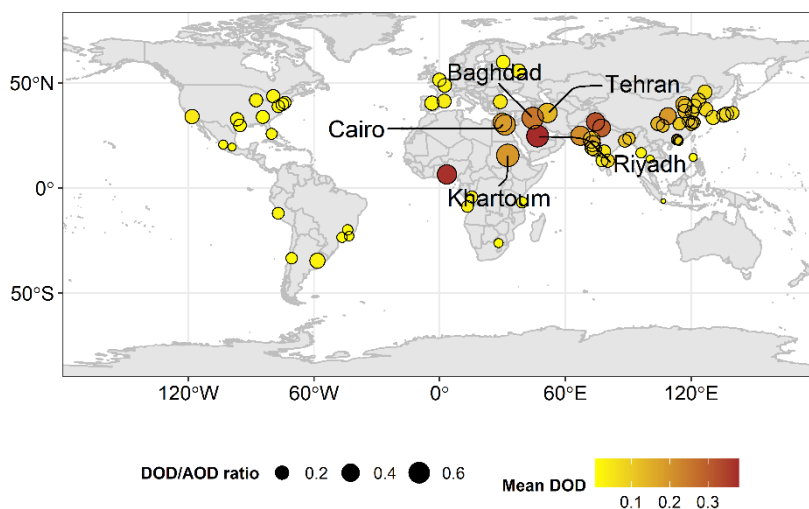 50°N
Baghdad
Tehran
Cairo
0°
Riyadh
Khartoum
50°S
120°W
60°W
0°
60°E
120°E
DOD/AOD ratio
0.2
0.4
0.6
Mean DOD
0.1
0.2
0.3